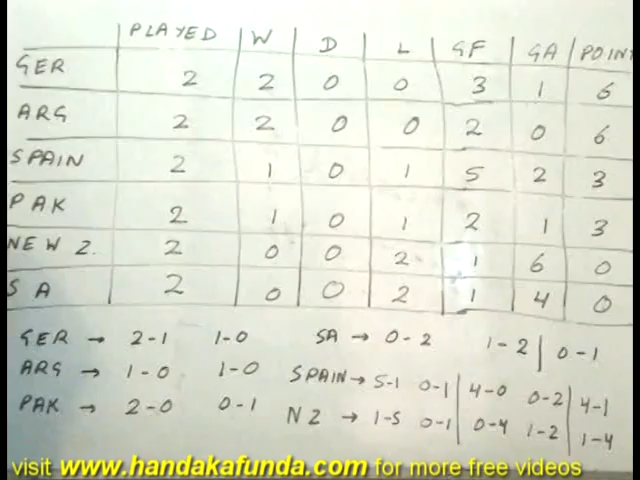 PLAYED W D L GF GA POINT
GER 2 2 0 0 3 1 6
ARG 2 2 0 0 2 0 6
SPAIN 2 1 0 1 5 2 3
PAK 2 1 0 1 2 1 3
NEW Z. 2 0 0 2 1 6 0
SA 2 0 0 2 1 4 0
GER → 2-1 1-0 SA → 0-2 1-2 | 0-1
ARG → 1-0 1-0 SPAIN → 5-1 0-1 | 4-0 0-2 | 4-1
PAK → 2-0 0-1 NZ → 1-5 0-1 | 0-4 1-2 | 1-4
visit www.handakafunda.com for more free videos